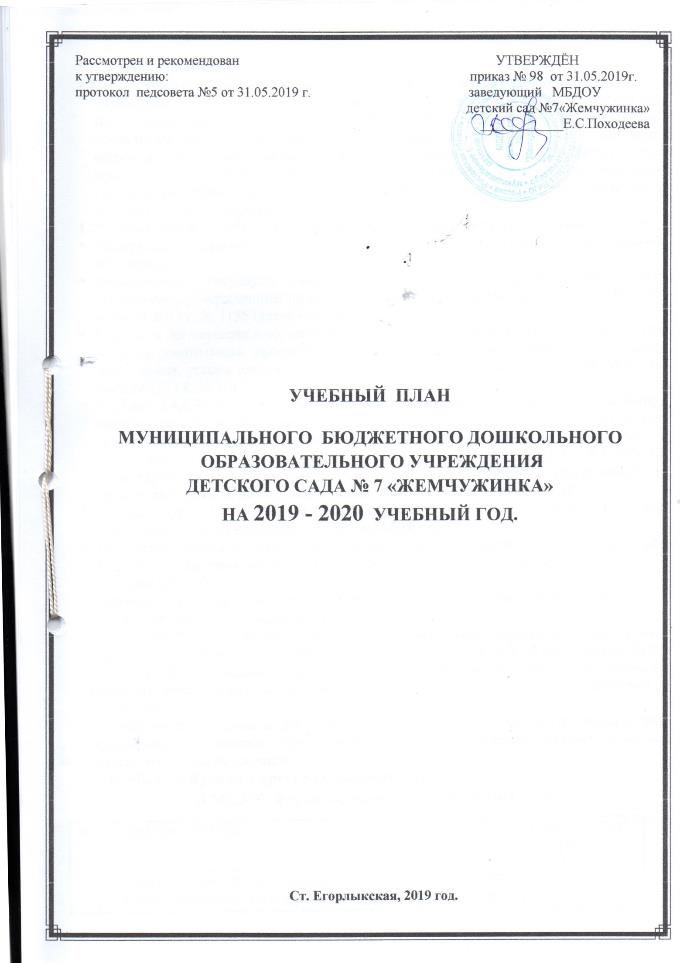 Рассмотрен и рекомендован
к утверждению:
протокол педсовета №5 от 31.05.2019 г.
УТВЕРЖДЁН
приказ № 98 от 31.05.2019г.
заведующий МБДОУ
детский сад №7«Жемчужинка»
____________Е.С.Походеева
УЧЕБНЫЙ ПЛАН
МУНИЦИПАЛЬНОГО БЮДЖЕТНОГО ДОШКОЛЬНОГО
ОБРАЗОВАТЕЛЬНОГО УЧРЕЖДЕНИЯ
ДЕТСКОГО САДА № 7 «ЖЕМЧУЖИНКА»
НА 2019 - 2020 УЧЕБНЫЙ ГОД.
Ст. Егорлыкская, 2019 год.